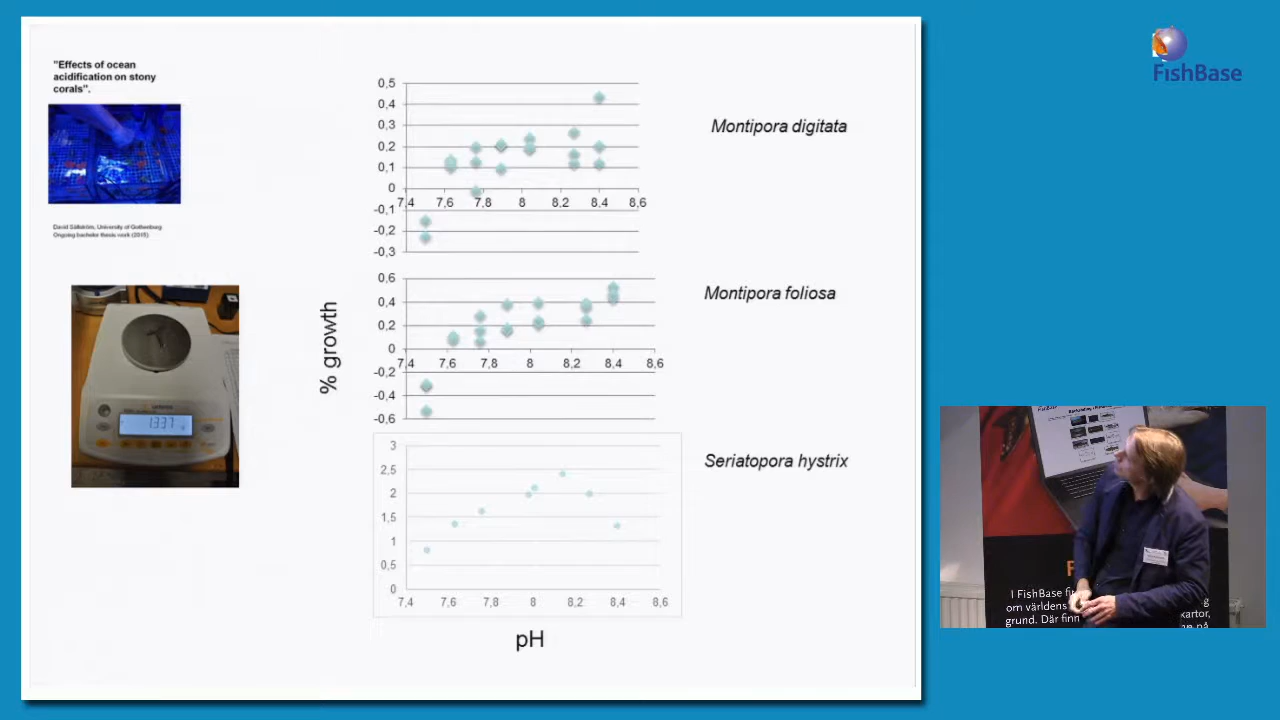 "Effects of ocean
acidification on stony
corals".
David Sällström, University of Gothenburg
Ongoing bachelor thesis work (2015)
1337
% growth
0,5
0,4
0,3
0,2
0,1
0
-0,1
-0,2
-0,3
7,4 7,6 7,8 8 8,2 8,4 8,6
Montipora digitata
0,6
0,4
0,2
0
-0,2
-0,4
-0,6
7,4 7,6 7,8 8 8,2 8,4 8,6
Montipora foliosa
3
2,5
2
1,5
1
0,5
0
7,4 7,6 7,8 8 8,2 8,4 8,6
Seriatopora hystrix
pH
FishBase
F
I FishBase fi
om världens
grund. Där finn
kartor,